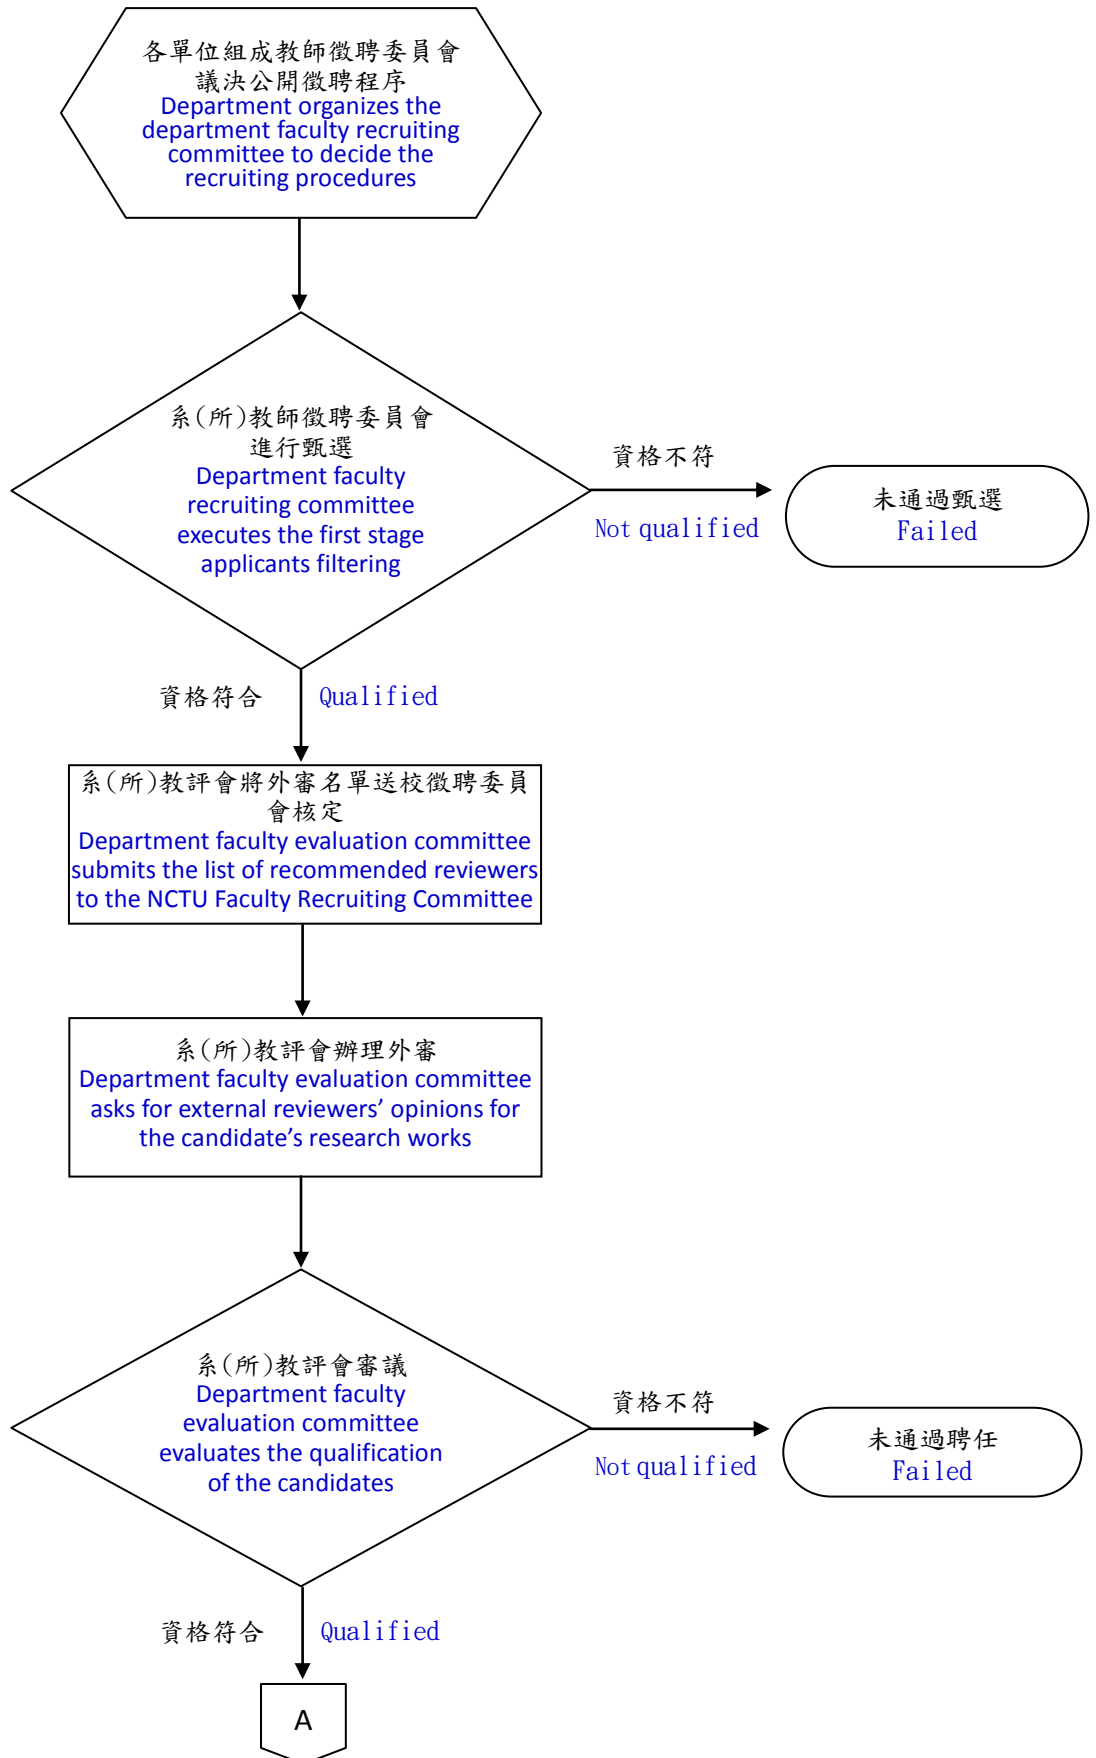 各單位組成教師徵聘委員會
議決公開徵聘程序
Department organizes the
department faculty recruiting
committee to decide the
recruiting procedures
系(所)教師徵聘委員會
進行甄選
Department faculty
recruiting committee
executes the first stage
applicants filtering
資格不符
Not qualified
未通過甄選
Failed
資格符合
Qualified
系(所)教評會將外審名單送校徵聘委員
會核定
Department faculty evaluation committee
submits the list of recommended reviewers
to the NCTU Faculty Recruiting Committee
系(所)教評會辦理外審
Department faculty evaluation committee
asks for external reviewers’ opinions for
the candidate’s research works
系(所)教評會審議
Department faculty
evaluation committee
evaluates the qualification
of the candidates
資格不符
Not qualified
未通過聘任
Failed
資格符合
Qualified
A